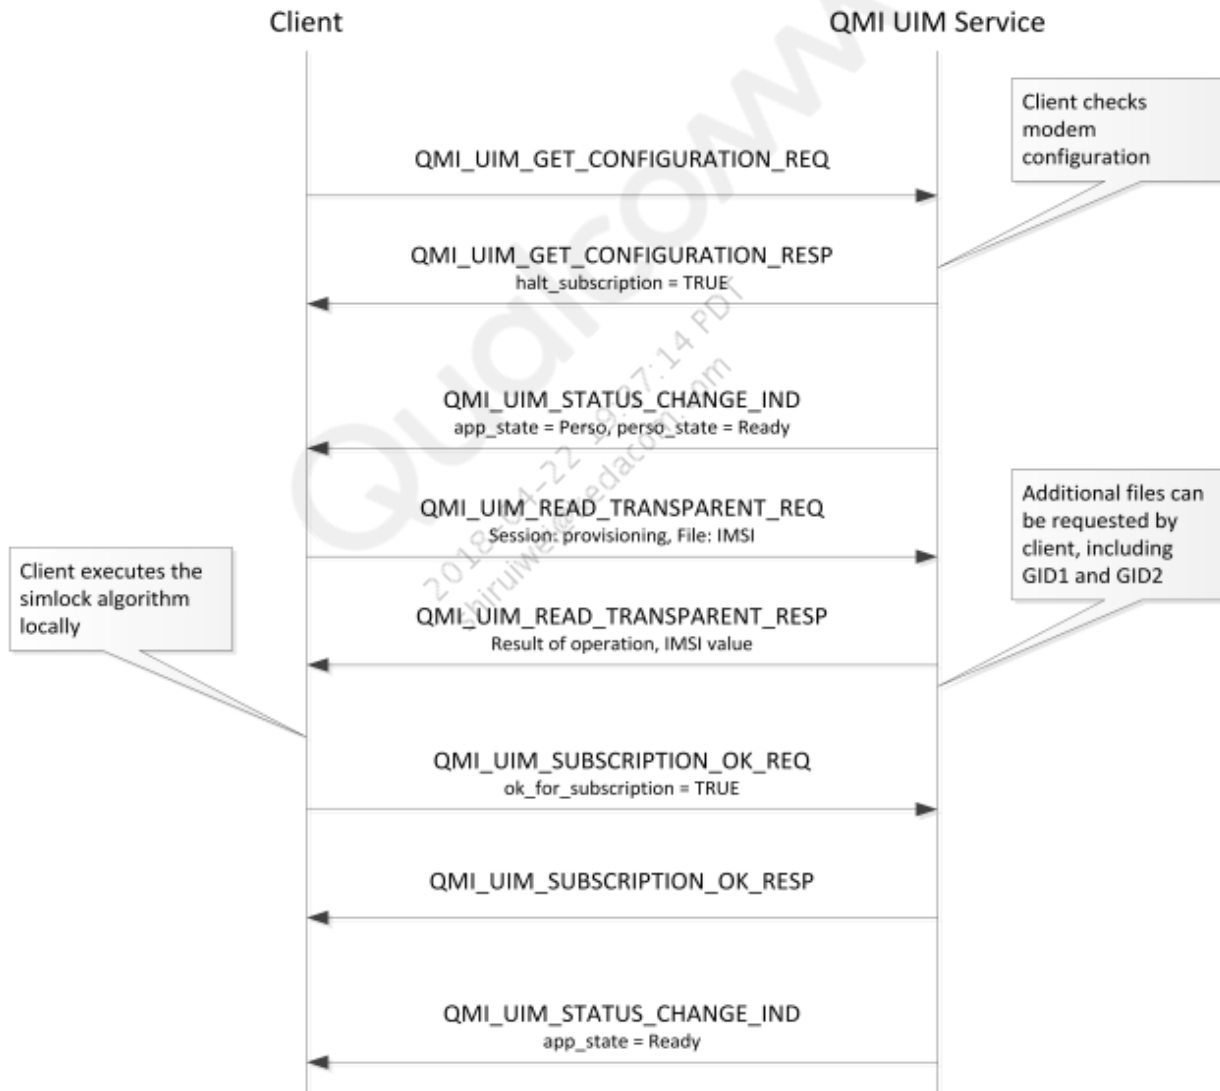 Client
QMI UIM Service
Client checks
modem
configuration
QMI_UIM_GET_CONFIGURATION_REQ
QMI_UIM_GET_CONFIGURATION_RESP
halt_subscription = TRUE
QMI_UIM_STATUS_CHANGE_IND
app_state = Perso, perso_state = Ready
QMI_UIM_READ_TRANSPARENT_REQ
Session: provisioning, File: IMSI
Additional files can
be requested by
client, including
GID1 and GID2
Client executes the
simlock algorithm
locally
QMI_UIM_READ_TRANSPARENT_RESP
Result of operation, IMSI value
QMI_UIM_SUBSCRIPTION_OK_REQ
ok_for_subscription = TRUE
QMI_UIM_SUBSCRIPTION_OK_RESP
QMI_UIM_STATUS_CHANGE_IND
app_state = Ready